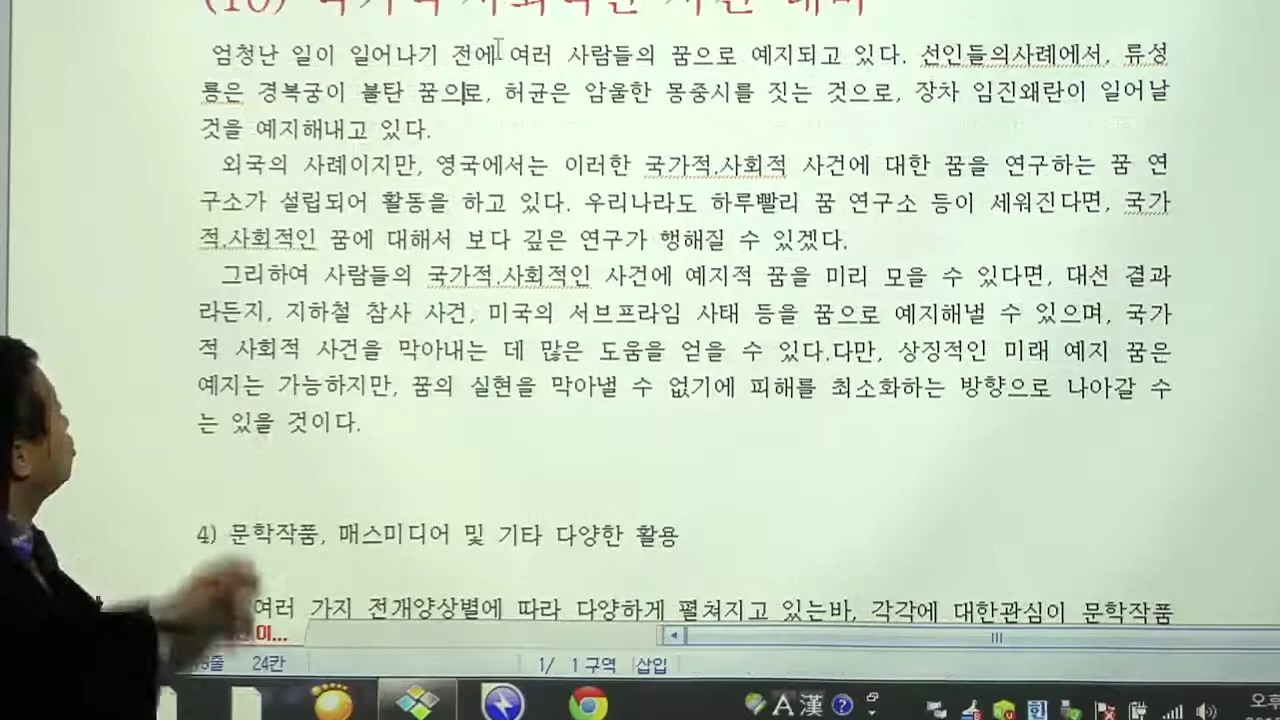 (10) 국가적 사회적인 사건 대비
엄청난 일이 일어나기 전에 여러 사람들의 꿈으로 예지되고 있다. 선인들의사례에서, 류성
룡은 경복궁이 불탄 꿈으로, 허균은 암울한 몽중시를 짓는 것으로, 장차 임진왜란이 일어날
것을 예지해내고 있다.
외국의 사례이지만, 영국에서는 이러한 국가적.사회적 사건에 대한 꿈을 연구하는 꿈 연
구소가 설립되어 활동을 하고 있다. 우리나라도 하루빨리 꿈 연구소 등이 세워진다면, 국가
적.사회적인 꿈에 대해서 보다 깊은 연구가 행해질 수 있겠다.
그리하여 사람들의 국가적.사회적인 사건에 예지적 꿈을 미리 모을 수 있다면, 대선 결과
라든지, 지하철 참사 사건, 미국의 서브프라임 사태 등을 꿈으로 예지해낼 수 있으며, 국가
적 사회적 사건을 막아내는 데 많은 도움을 얻을 수 있다.다만, 상징적인 미래 예지 꿈은
예지는 가능하지만, 꿈의 실현을 막아낼 수 없기에 피해를 최소화하는 방향으로 나아갈 수
는 있을 것이다.
4) 문학작품, 매스미디어 및 기타 다양한 활용
여러 가지 전개양상별에 따라 다양하게 펼쳐지고 있는바, 각각에 대한관심이 문학작품
이...
줄 24칸 1/ 1 구역 삽입
A 漢 ? 한 오후